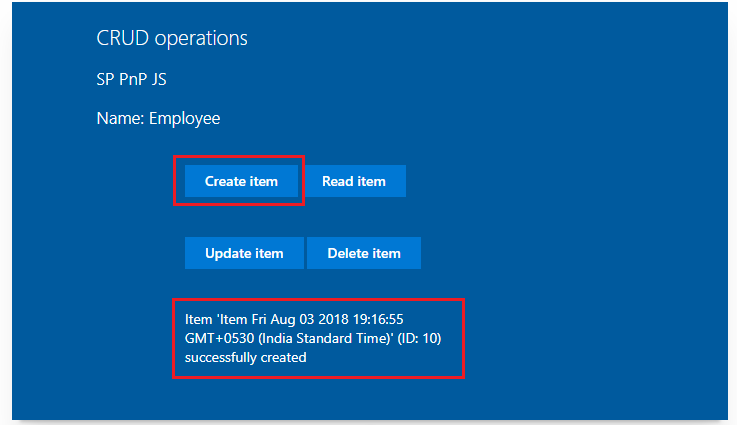 CRUD operations
SP PnP JS
Name: Employee
Create item Read item
Update item Delete item
Item 'Item Fri Aug 03 2018 19:16:55
GMT+0530 (India Standard Time)' (ID: 10)
successfully created